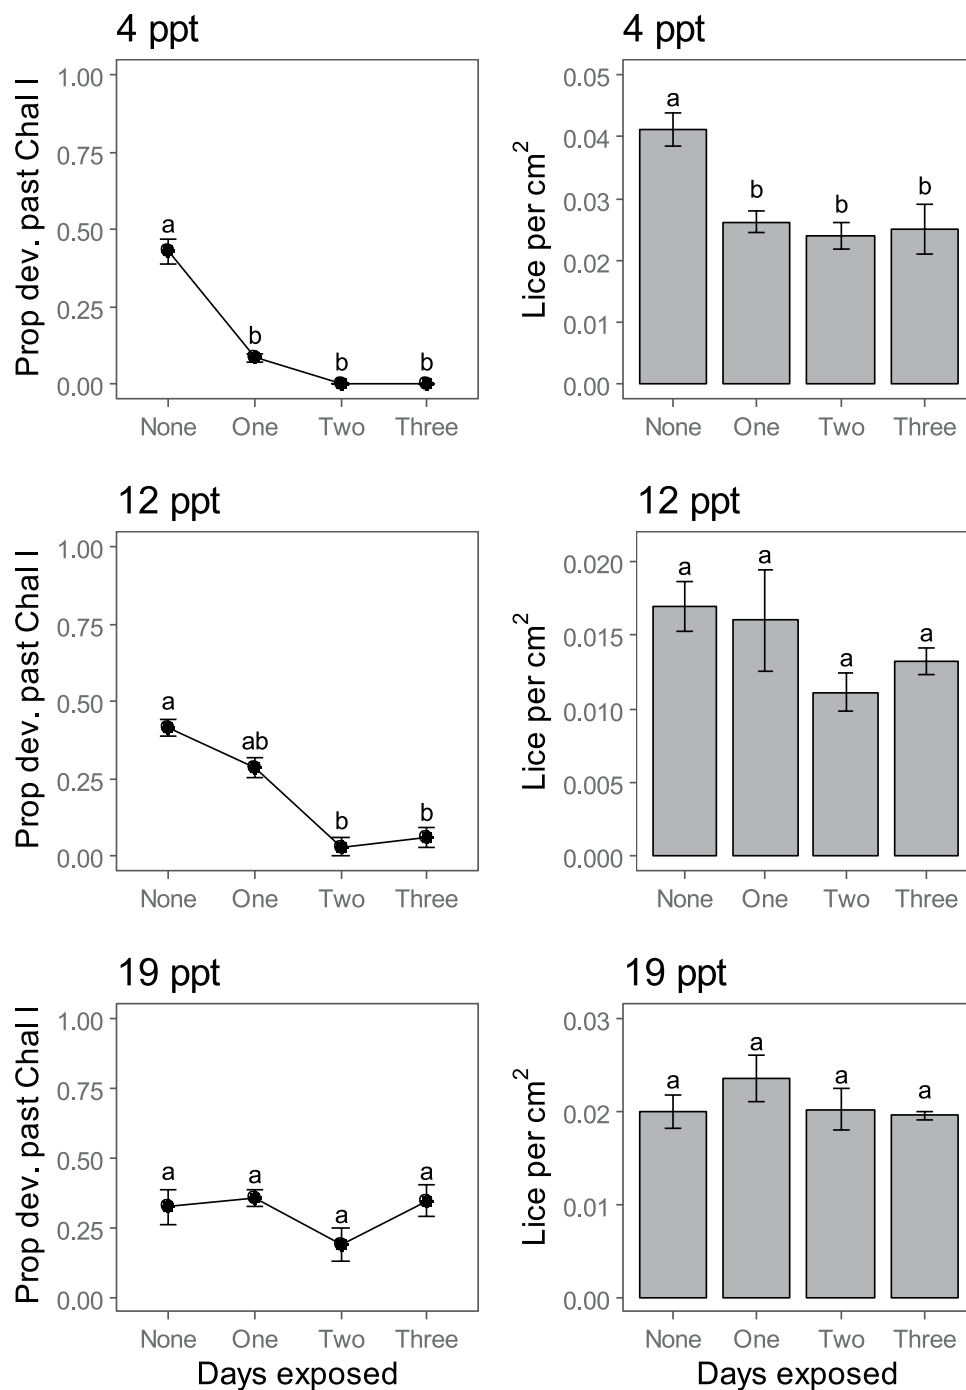 4 ppt
Prop dev. past Chal I
1.00
0.75
0.50
0.25
0.00
a
b
b
b
None One Two Three
4 ppt
Lice per cm²
0.05
0.04
0.03
0.02
0.01
0.00
a
b
b
b
None One Two Three
12 ppt
Prop dev. past Chal I
1.00
0.75
0.50
0.25
0.00
a
ab
b
b
None One Two Three
12 ppt
Lice per cm²
0.020
0.015
0.010
0.005
0.000
a
a
a
a
None One Two Three
19 ppt
Prop dev. past Chal I
1.00
0.75
0.50
0.25
0.00
a
a
a
a
None One Two Three
Days exposed
19 ppt
Lice per cm²
0.03
0.02
0.01
0.00
a
a
a
a
None One Two Three
Days exposed